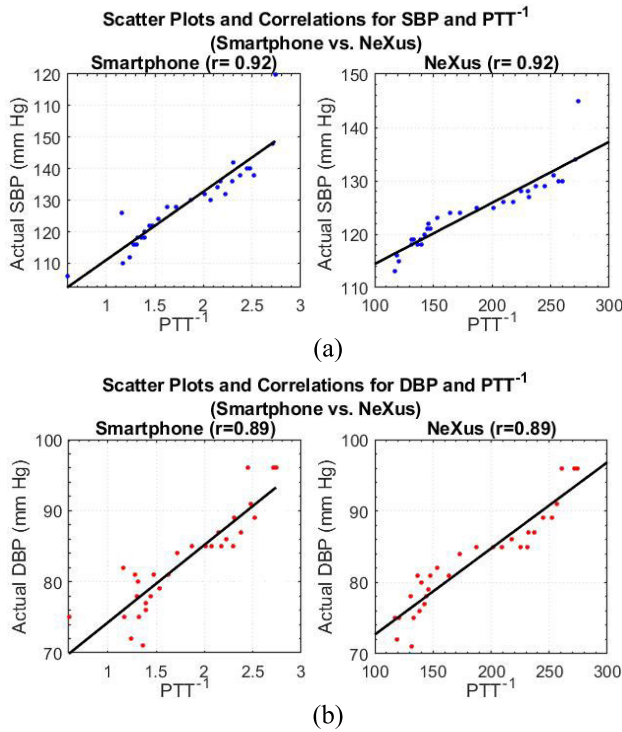 Scatter Plots and Correlations for SBP and PTT⁻¹
(Smartphone vs. NeXus)
Smartphone (r= 0.92)
Actual SBP (mm Hg)
120
110
150
140
130
120
110
1 1.5 2 2.5 3
PTT⁻¹
NeXus (r= 0.92)
Actual SBP (mm Hg)
150
140
130
120
110
100 150 200 250 300
PTT⁻¹
(a)
Scatter Plots and Correlations for DBP and PTT⁻¹
(Smartphone vs. NeXus)
Smartphone (r=0.89)
Actual DBP (mm Hg)
100
90
80
70
1 1.5 2 2.5 3
PTT⁻¹
NeXus (r=0.89)
Actual DBP (mm Hg)
100
90
80
70
100 150 200 250 300
PTT⁻¹
(b)